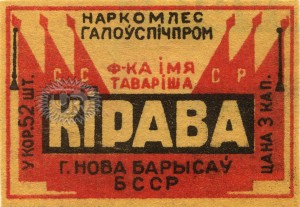 НАРКОМЛЕС
ГАЛОЎСПІЧПРОМ
Ф-КА ІМЯ
ТАВАРІША
С С С Р
КІРАВА
У КОР. 52 ШТ.
ЦАНА 3 КАП.
Г. НОВА БАРЫСАЎ
БССР